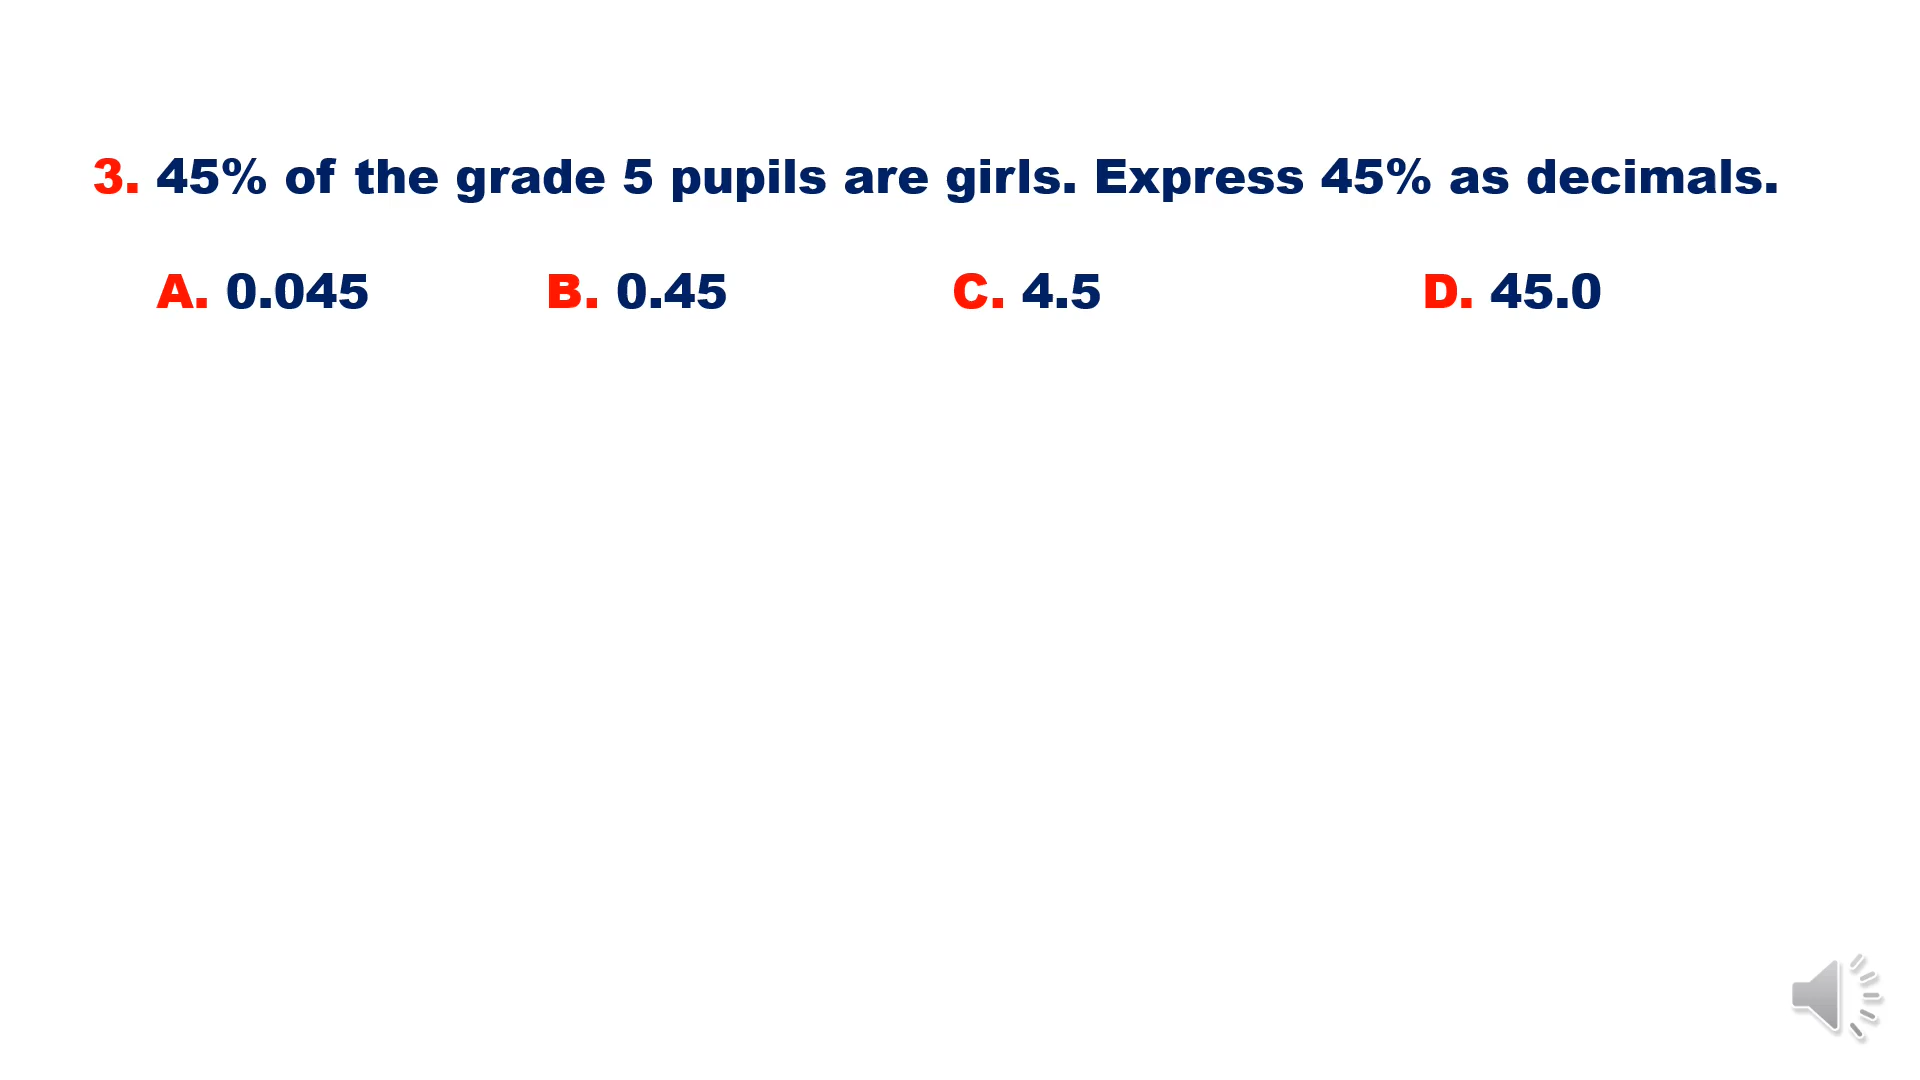 3. 45% of the grade 5 pupils are girls. Express 45% as decimals.
A. 0.045 B. 0.45 C. 4.5 D. 45.0